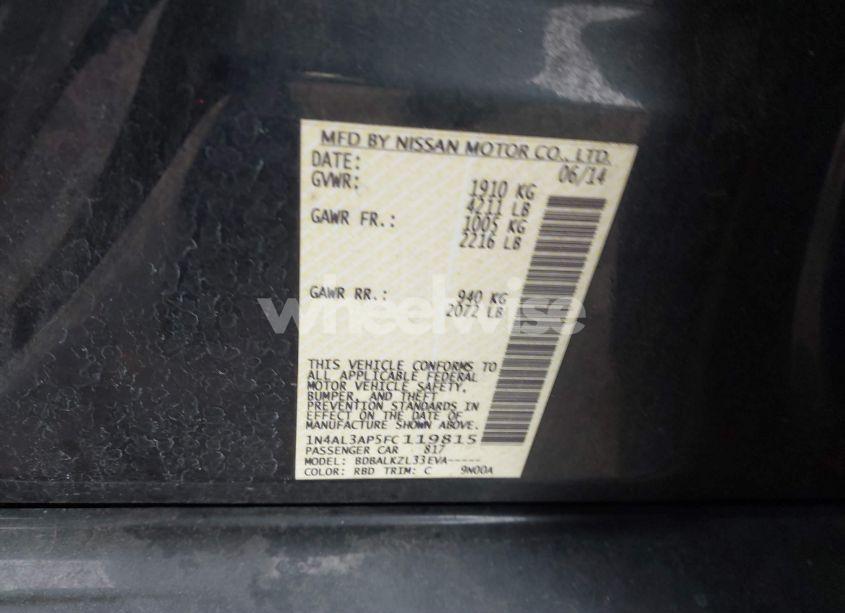 MFD BY NISSAN MOTOR CO., LTD.
DATE: 06/14
GVWR: 1910 KG
4211 LB
GAWR FR.: 1005 KG
2216 LB
GAWR RR.: 940 KG
2072 LB
wheelwise
THIS VEHICLE CONFORMS TO
ALL APPLICABLE FEDERAL
MOTOR VEHICLE SAFETY,
BUMPER, AND THEFT
PREVENTION STANDARDS IN
EFFECT ON THE DATE OF
MANUFACTURE SHOWN ABOVE.
1N4AL3AP5FC119815
PASSENGER CAR 817
MODEL: BDBALKZL33EVA-----
COLOR: RBD TRIM: C 9N00A